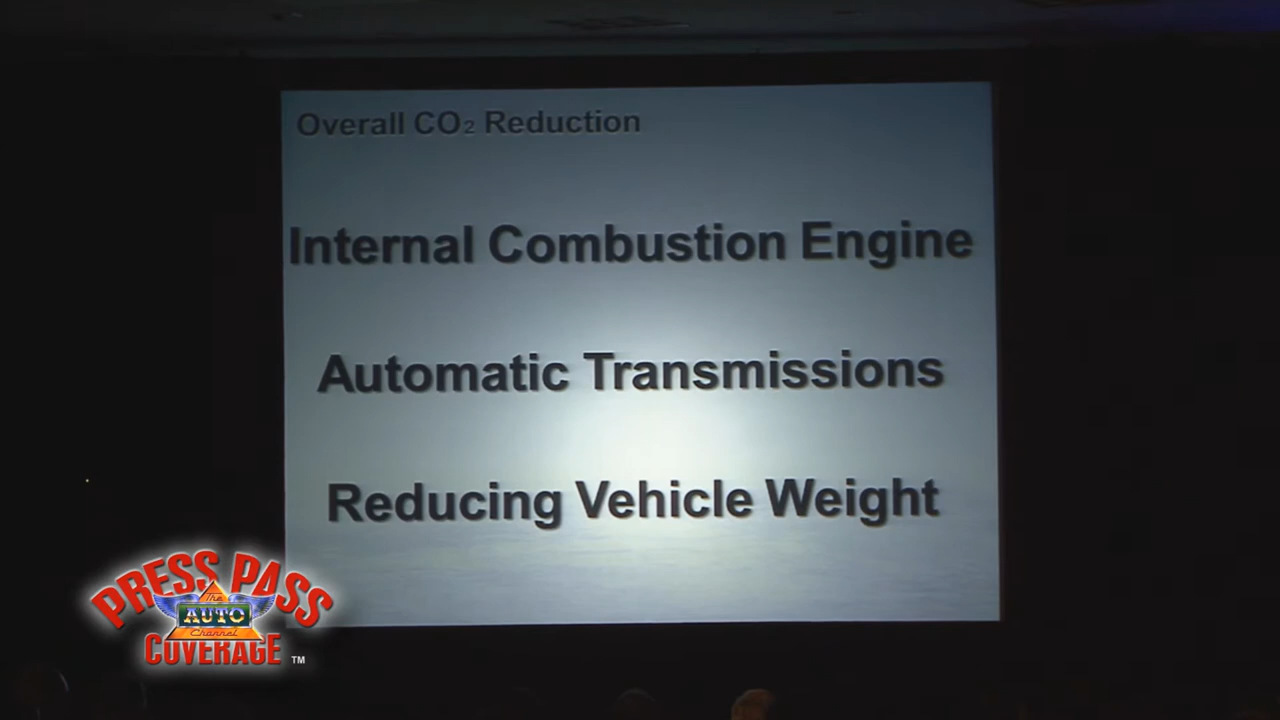 Overall CO₂ Reduction
Internal Combustion Engine
Automatic Transmissions
Reducing Vehicle Weight
PRESS PASS
The
AUTO
Channel
COVERAGE ™